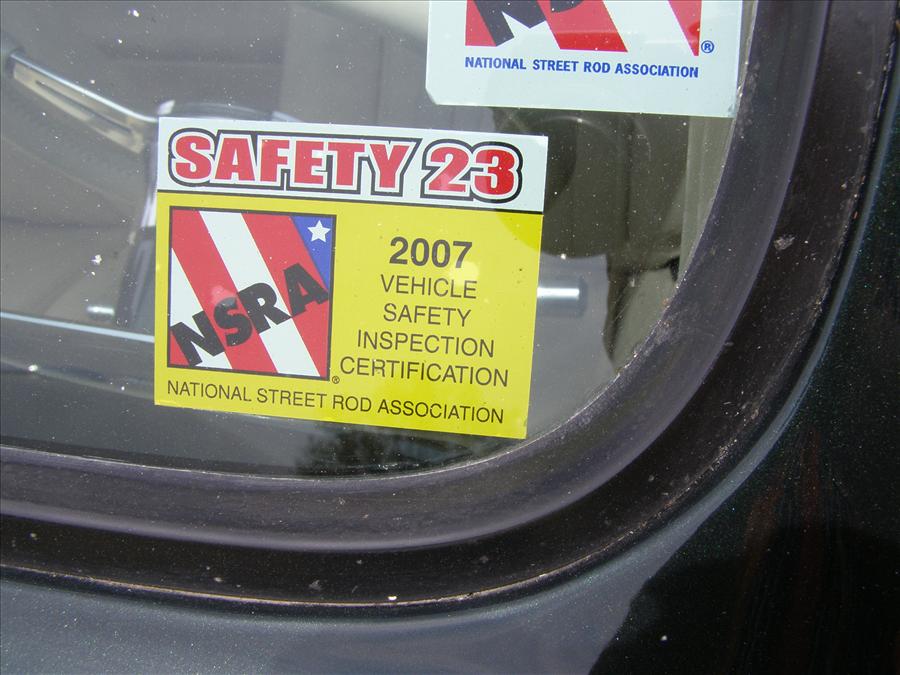 NATIONAL STREET ROD ASSOCIATION
®
SAFETY 23
NSRA
®
2007
VEHICLE
SAFETY
INSPECTION
CERTIFICATION
NATIONAL STREET ROD ASSOCIATION